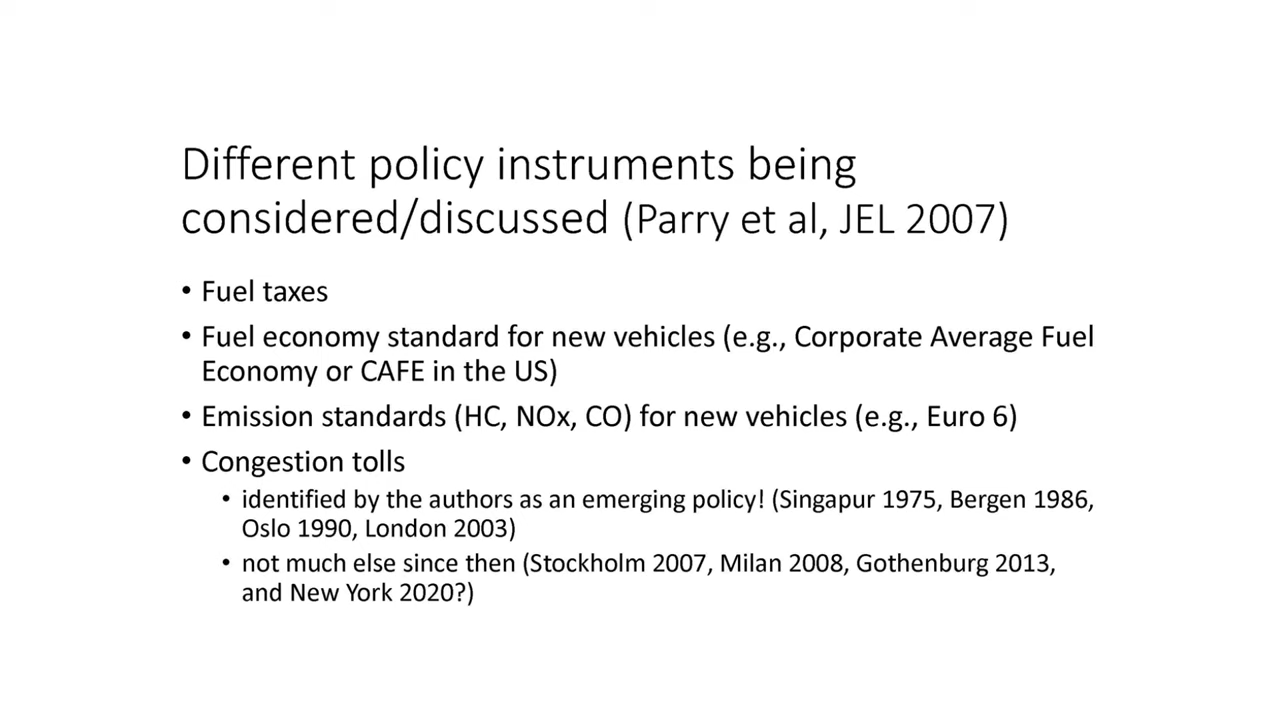 Different policy instruments being
considered/discussed (Parry et al, JEL 2007)
• Fuel taxes
• Fuel economy standard for new vehicles (e.g., Corporate Average Fuel
Economy or CAFE in the US)
• Emission standards (HC, NOx, CO) for new vehicles (e.g., Euro 6)
• Congestion tolls
• identified by the authors as an emerging policy! (Singapur 1975, Bergen 1986,
Oslo 1990, London 2003)
• not much else since then (Stockholm 2007, Milan 2008, Gothenburg 2013,
and New York 2020?)